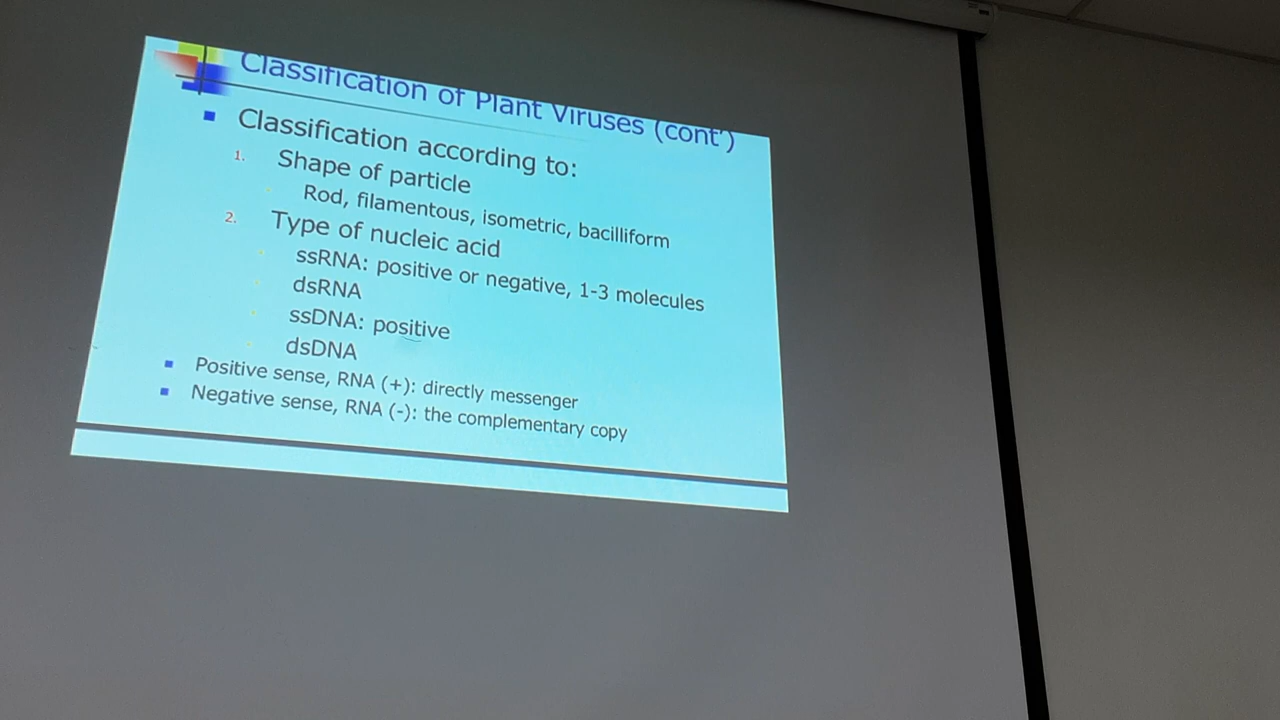 Classification of Plant Viruses (cont')
Classification according to:
1. Shape of particle
Rod, filamentous, isometric, bacilliform
2. Type of nucleic acid
ssRNA: positive or negative, 1-3 molecules
dsRNA
ssDNA: positive
dsDNA
Positive sense, RNA (+): directly messenger
Negative sense, RNA (-): the complementary copy